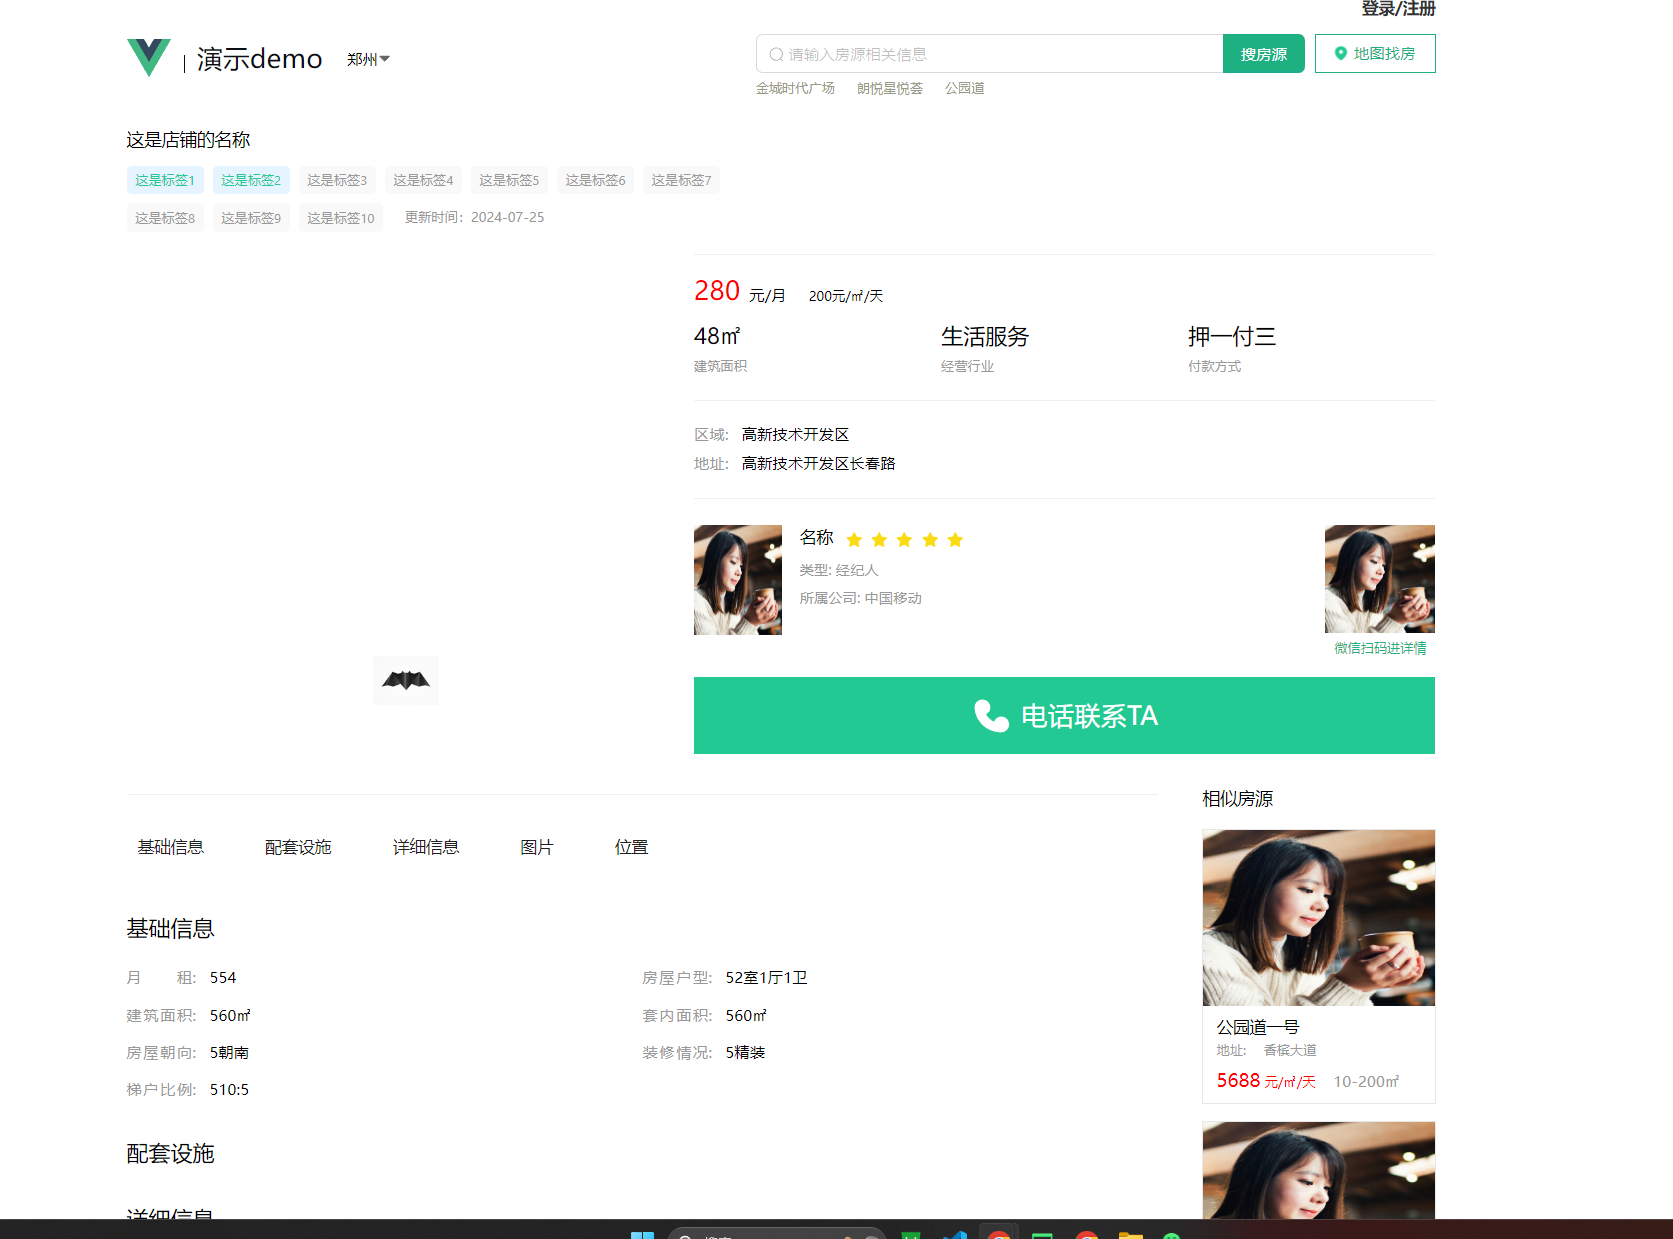 登录/注册
演示demo 郑州
请输入房源相关信息 搜房源 地图找房
金城时代广场 朗悦星悦荟 公园道
这是店铺的名称
这是标签1 这是标签2 这是标签3 这是标签4 这是标签5 这是标签6 这是标签7
这是标签8 这是标签9 这是标签10 更新时间：2024-07-25
280 元/月 200元/㎡/天
48㎡ 生活服务 押一付三
建筑面积 经营行业 付款方式
区域: 高新技术开发区
地址: 高新技术开发区长春路
名称
类型: 经纪人
所属公司: 中国移动
微信扫码进详情
电话联系TA
相似房源
基础信息 配套设施 详细信息 图片 位置
基础信息
月租: 554 房屋户型: 52室1厅1卫
建筑面积: 560㎡ 套内面积: 560㎡
房屋朝向: 5朝南 装修情况: 5精装
梯户比例: 510:5
公园道一号
地址: 香槟大道
5688 元/㎡/天 10-200㎡
配套设施
详细信息